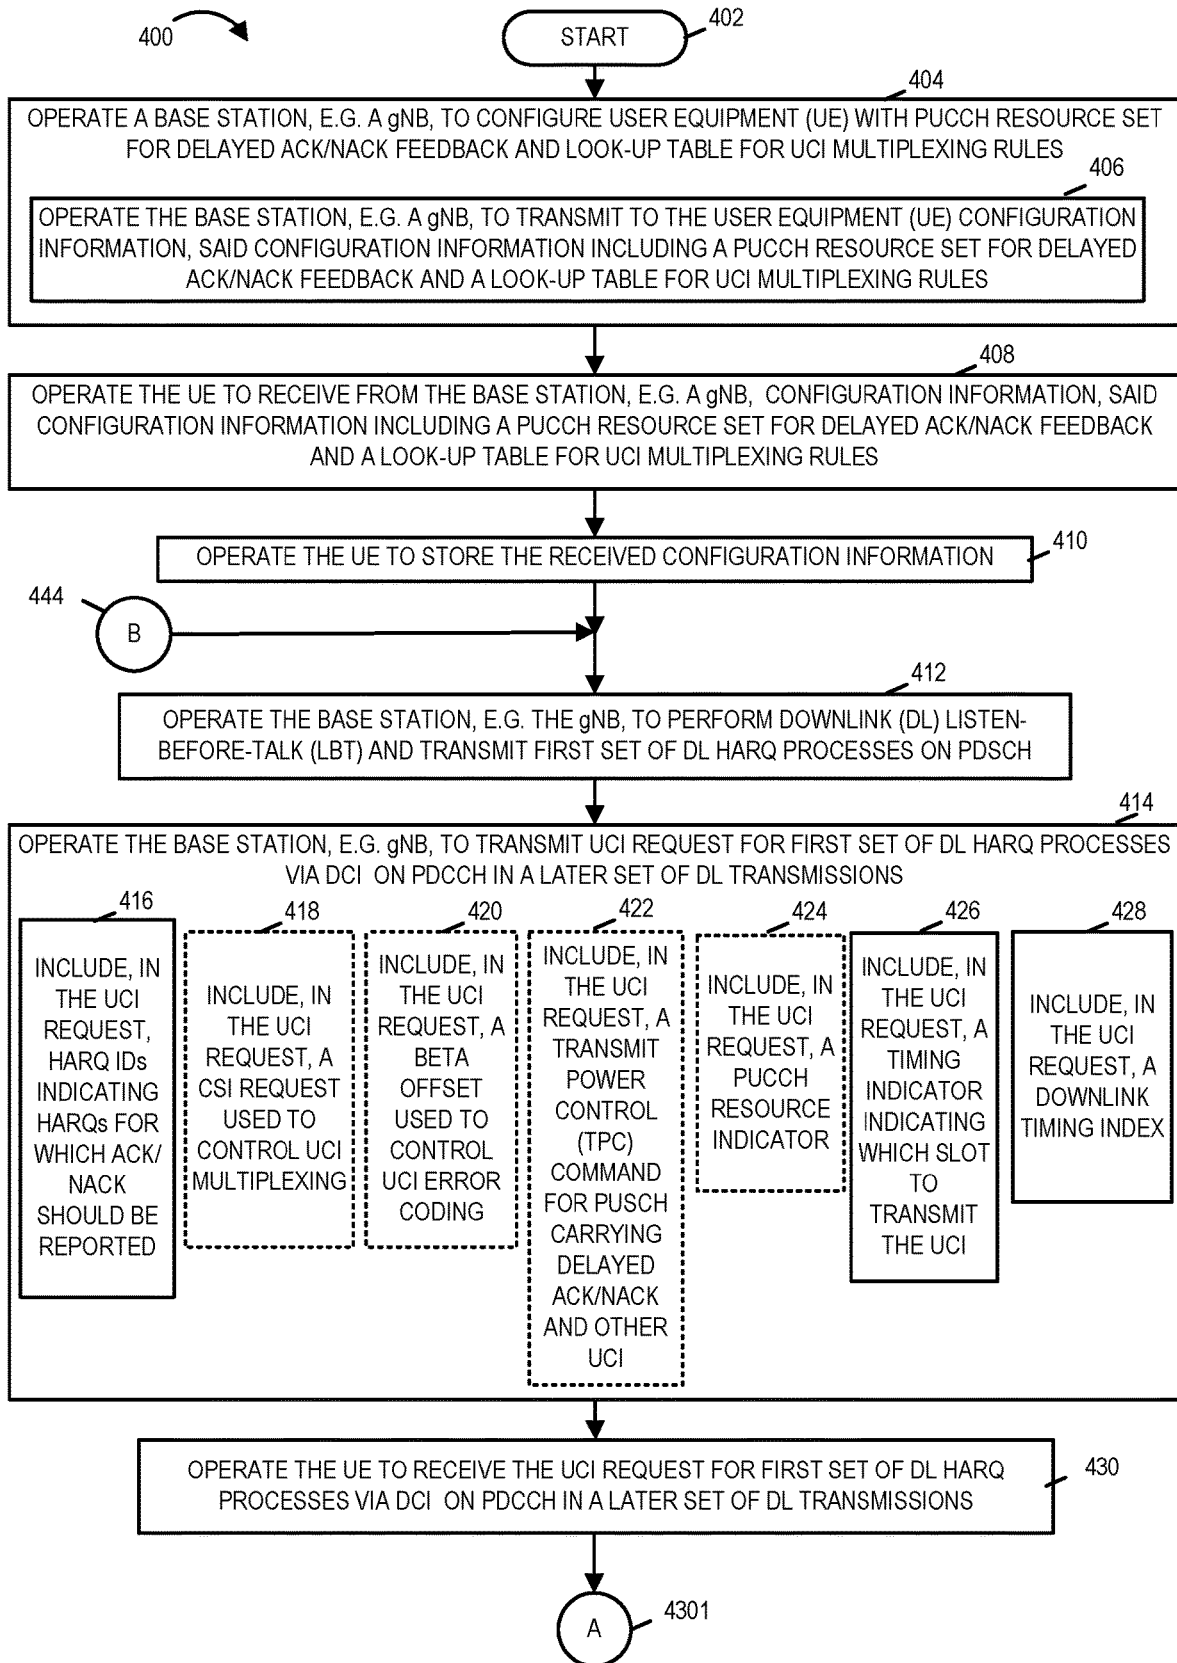 400
START
402
404
OPERATE A BASE STATION, E.G. A gNB, TO CONFIGURE USER EQUIPMENT (UE) WITH PUCCH RESOURCE SET
FOR DELAYED ACK/NACK FEEDBACK AND LOOK-UP TABLE FOR UCI MULTIPLEXING RULES
406
OPERATE THE BASE STATION, E.G. A gNB, TO TRANSMIT TO THE USER EQUIPMENT (UE) CONFIGURATION
INFORMATION, SAID CONFIGURATION INFORMATION INCLUDING A PUCCH RESOURCE SET FOR DELAYED
ACK/NACK FEEDBACK AND A LOOK-UP TABLE FOR UCI MULTIPLEXING RULES
408
OPERATE THE UE TO RECEIVE FROM THE BASE STATION, E.G. A gNB, CONFIGURATION INFORMATION, SAID
CONFIGURATION INFORMATION INCLUDING A PUCCH RESOURCE SET FOR DELAYED ACK/NACK FEEDBACK
AND A LOOK-UP TABLE FOR UCI MULTIPLEXING RULES
OPERATE THE UE TO STORE THE RECEIVED CONFIGURATION INFORMATION
410
444
B
412
OPERATE THE BASE STATION, E.G. THE gNB, TO PERFORM DOWNLINK (DL) LISTEN-
BEFORE-TALK (LBT) AND TRANSMIT FIRST SET OF DL HARQ PROCESSES ON PDSCH
414
OPERATE THE BASE STATION, E.G. gNB, TO TRANSMIT UCI REQUEST FOR FIRST SET OF DL HARQ PROCESSES
VIA DCI ON PDCCH IN A LATER SET OF DL TRANSMISSIONS
416
INCLUDE, IN
THE UCI
REQUEST,
HARQ IDs
INDICATING
HARQs FOR
WHICH ACK/
NACK
SHOULD BE
REPORTED
418
INCLUDE, IN
THE UCI
REQUEST, A
CSI REQUEST
USED TO
CONTROL UCI
MULTIPLEXING
420
INCLUDE, IN
THE UCI
REQUEST, A
BETA
OFFSET
USED TO
CONTROL
UCI ERROR
CODING
422
INCLUDE, IN
THE UCI
REQUEST, A
TRANSMIT
POWER
CONTROL
(TPC)
COMMAND
FOR PUSCH
CARRYING
DELAYED
ACK/NACK
AND OTHER
UCI
424
INCLUDE, IN
THE UCI
REQUEST, A
PUCCH
RESOURCE
INDICATOR
426
INCLUDE, IN
THE UCI
REQUEST, A
TIMING
INDICATOR
INDICATING
WHICH SLOT
TO
TRANSMIT
THE UCI
428
INCLUDE, IN
THE UCI
REQUEST, A
DOWNLINK
TIMING INDEX
OPERATE THE UE TO RECEIVE THE UCI REQUEST FOR FIRST SET OF DL HARQ
PROCESSES VIA DCI ON PDCCH IN A LATER SET OF DL TRANSMISSIONS
430
A
4301